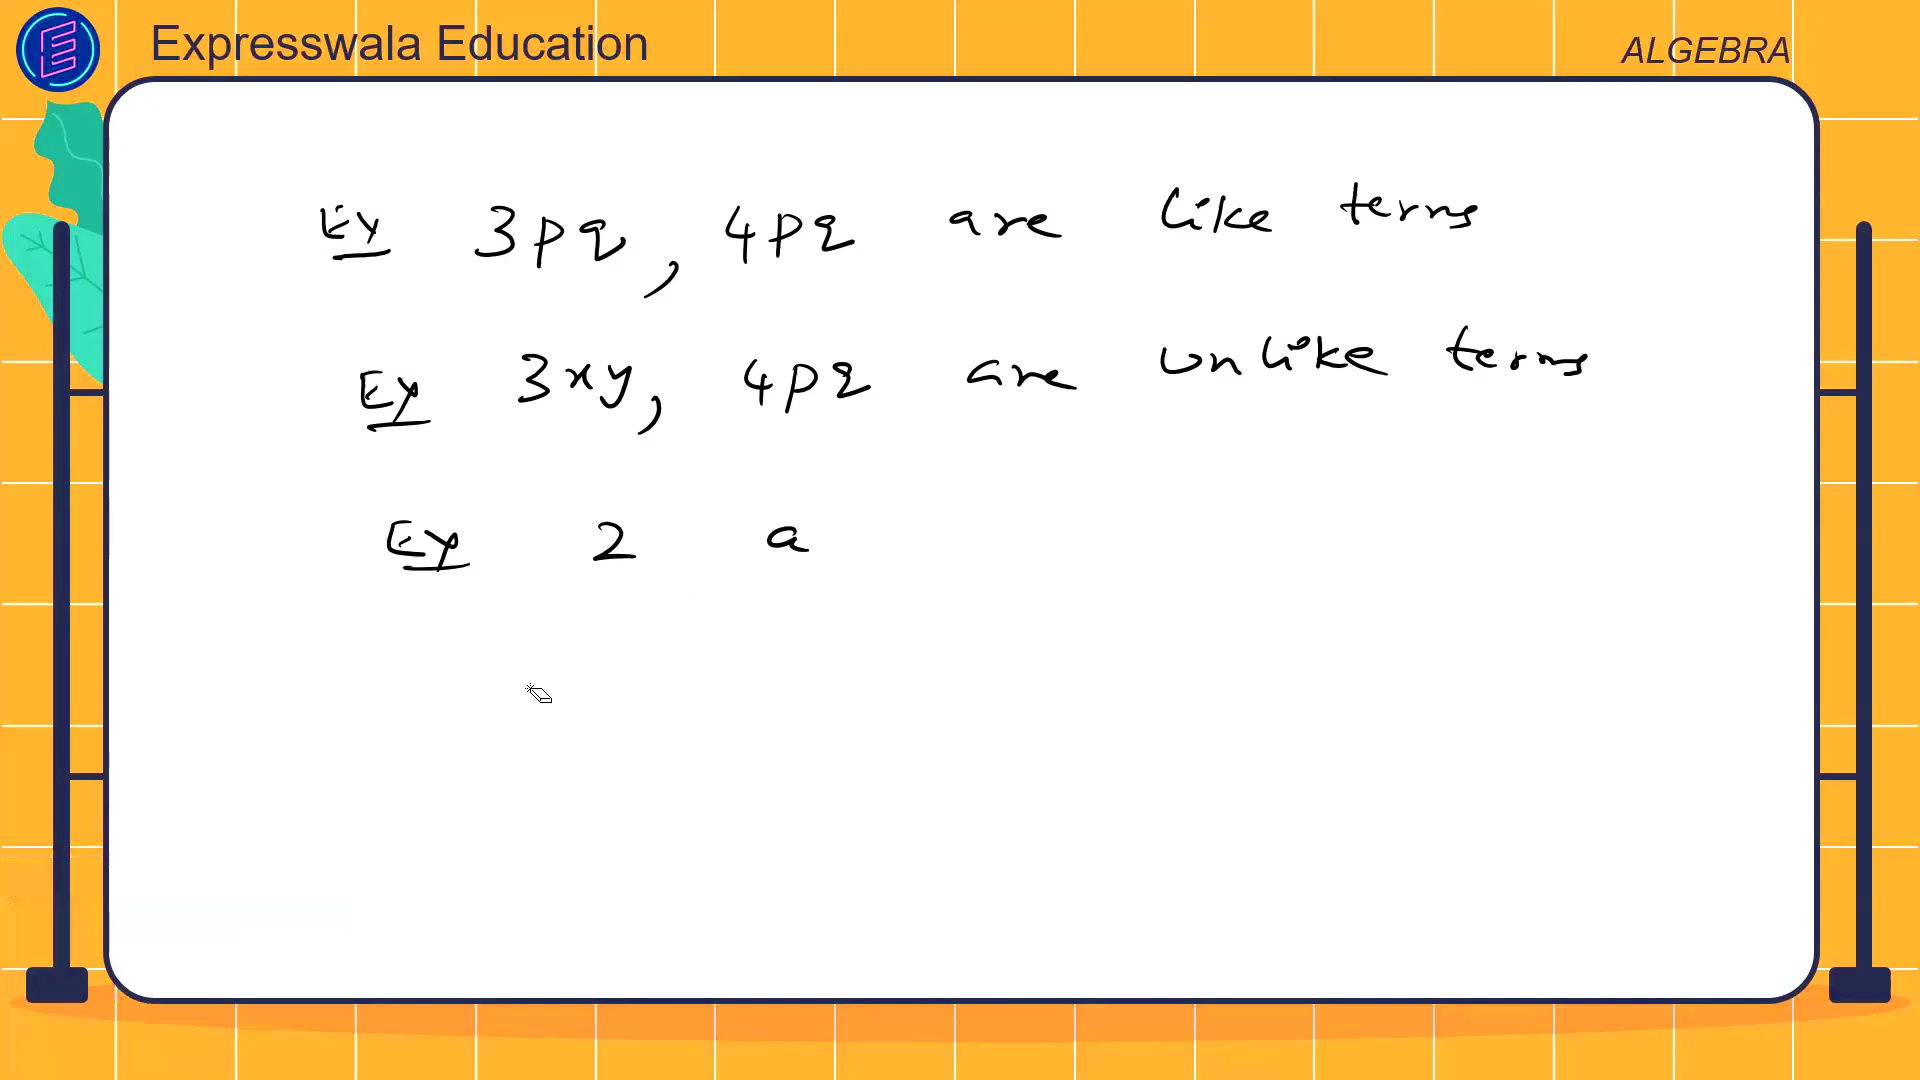 Expresswala Education
ALGEBRA
Ex 3pq, 4pq are like terms
Ex 3xy, 4pq are unlike terms
Ex 2 a